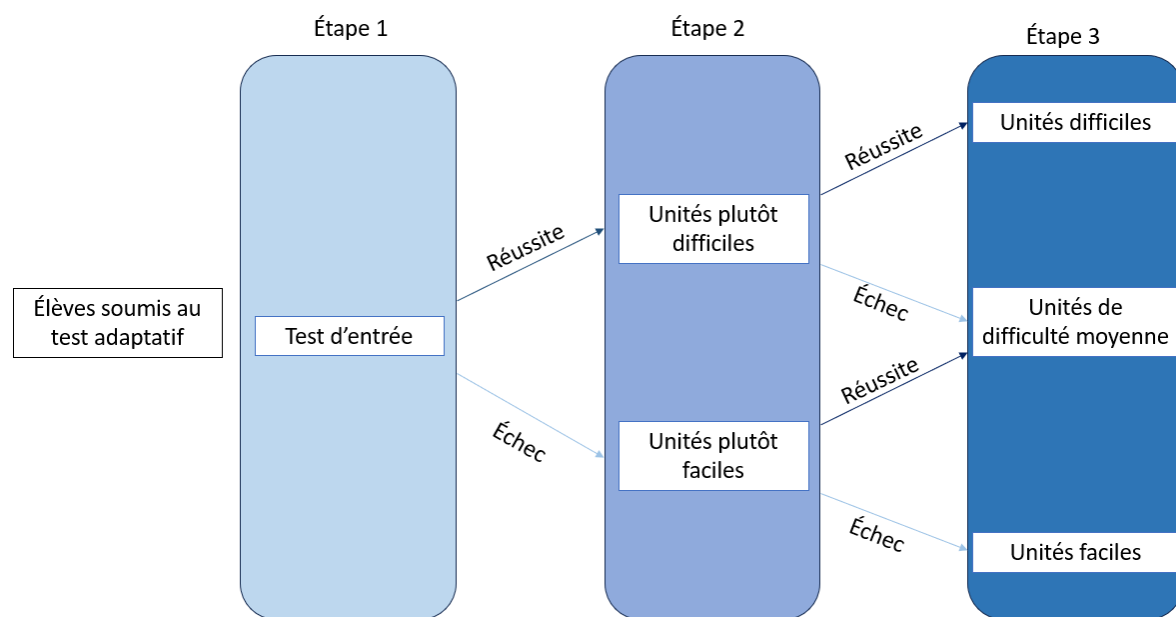 Étape 1
Étape 2
Étape 3
Élèves soumis au
test adaptatif
Test d’entrée
Réussite
Échec
Unités plutôt
difficiles
Unités plutôt
faciles
Réussite
Échec
Réussite
Échec
Unités difficiles
Unités de
difficulté moyenne
Unités faciles